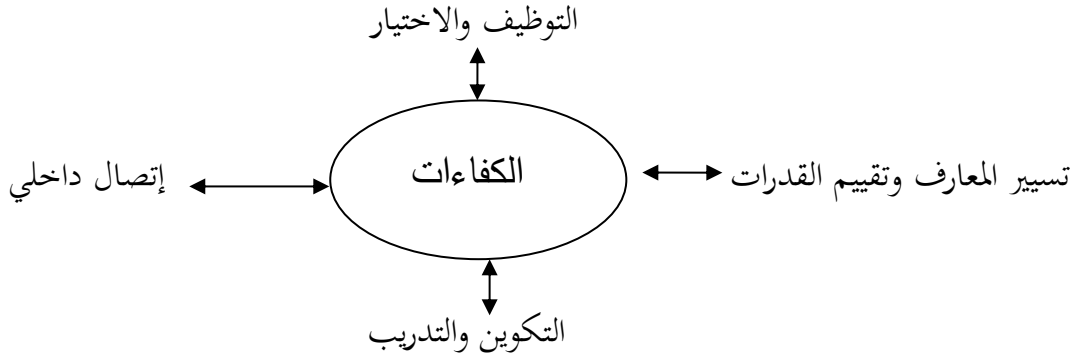 التوظيف والاختيار
الكفاءات
تسيير المعارف وتقييم القدرات
إتصال داخلي
التكوين والتدريب